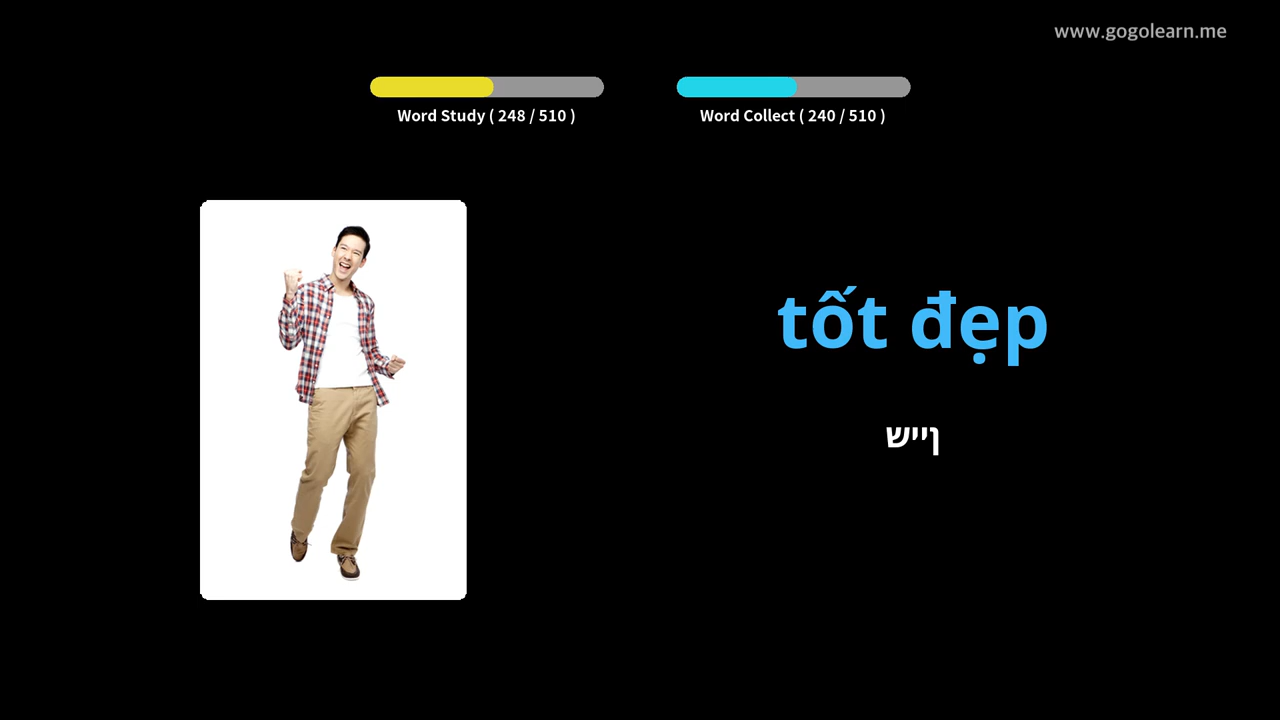 www.gogolearn.me
Word Study ( 248 / 510 )
Word Collect ( 240 / 510 )
tốt đẹp
ןייש